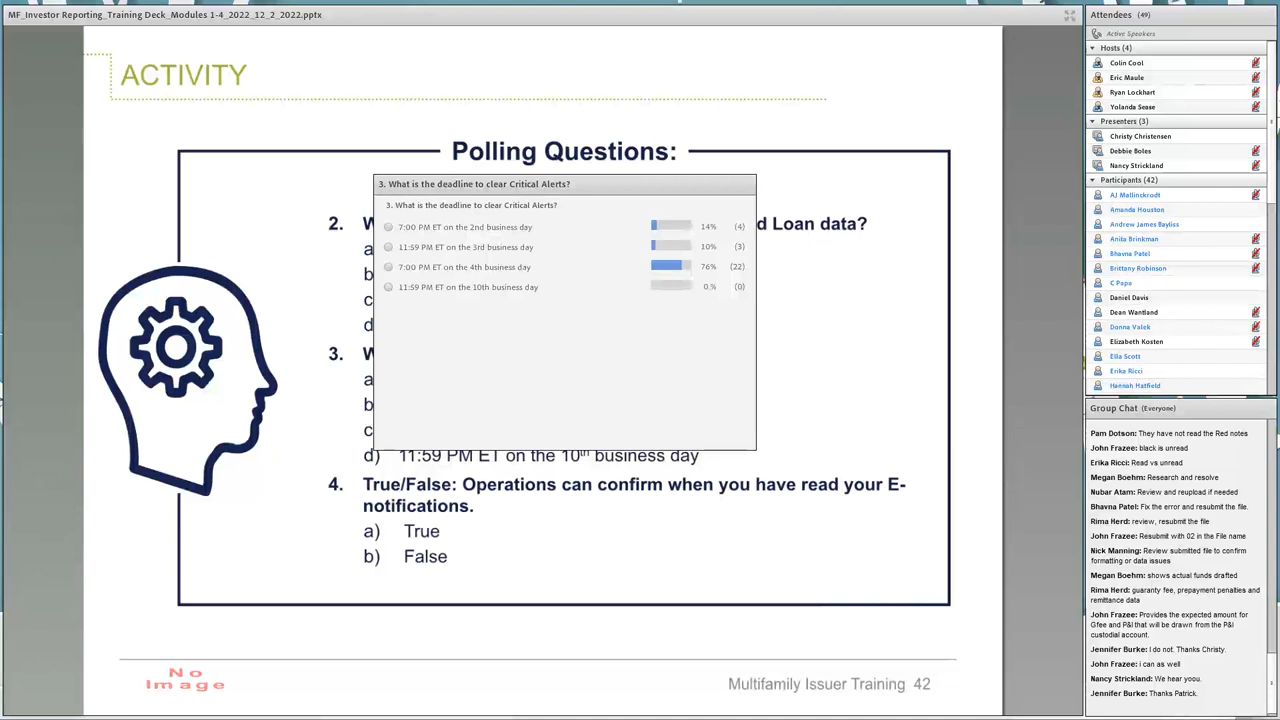 MF_Investor Reporting_Training Deck_Modules 1-4_2022_12_2_2022.pptx
ACTIVITY
Polling Questions:
2. W
d Loan data?
a
b
c
d
3. W
a
b
c
d) 11:59 PM ET on the 10th business day
4. True/False: Operations can confirm when you have read your E-
notifications.
a) True
b) False
3. What is the deadline to clear Critical Alerts?
3. What is the deadline to clear Critical Alerts?
7:00 PM ET on the 2nd business day 14% (4)
11:59 PM ET on the 3rd business day 10% (3)
7:00 PM ET on the 4th business day 76% (22)
11:59 PM ET on the 10th business day 0% (0)
No
Image
Multifamily Issuer Training 42
Attendees (49)
Active Speakers
Hosts (4)
Colin Cool
Eric Maule
Ryan Lockhart
Yolanda Sease
Presenters (3)
Christy Christensen
Debbie Boles
Nancy Strickland
Participants (42)
AJ Mallinckrodt
Amanda Houston
Andrew James Bayliss
Anita Brinkman
Bhavna Patel
Brittany Robinson
C Pope
Daniel Davis
Dean Wantland
Donna Valek
Elizabeth Kosten
Ella Scott
Erika Ricci
Hannah Hatfield
Group Chat (Everyone)
Pam Dotson: They have not read the Red notes
John Frazee: black is unread
Erika Ricci: Read vs unread
Megan Boehm: Research and resolve
Nubar Atam: Review and reupload if needed
Bhavna Patel: Fix the error and resubmit the file.
Rima Herd: review, resubmit the file
John Frazee: Resubmit with 02 in the File name
Nick Manning: Review submitted file to confirm
formatting or data issues
Megan Boehm: shows actual funds drafted
Rima Herd: guaranty fee, prepayment penalties and
remittance data
John Frazee: Provides the expected amount for
Gfee and P&I that will be drawn from the P&I
custodial account.
Jennifer Burke: I do not. Thanks Christy.
John Frazee: i can as well
Nancy Strickland: We hear yoou.
Jennifer Burke: Thanks Patrick.